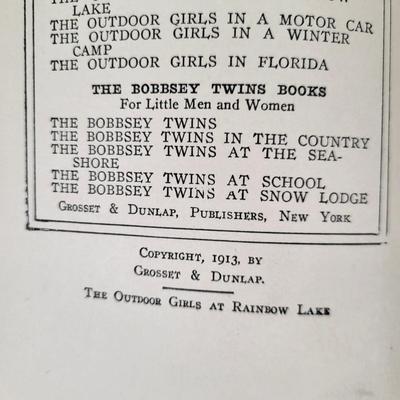 LAKE
THE OUTDOOR GIRLS IN A MOTOR CAR
THE OUTDOOR GIRLS IN A WINTER
CAMP
THE OUTDOOR GIRLS IN FLORIDA
THE BOBBSEY TWINS BOOKS
For Little Men and Women
THE BOBBSEY TWINS
THE BOBBSEY TWINS IN THE COUNTRY
THE BOBBSEY TWINS AT THE SEA-
SHORE
THE BOBBSEY TWINS AT SCHOOL
THE BOBBSEY TWINS AT SNOW LODGE
GROSSET & DUNLAP, PUBLISHERS, NEW YORK
COPYRIGHT, 1913, BY
GROSSET & DUNLAP.
THE OUTDOOR GIRLS AT RAINBOW LAKE